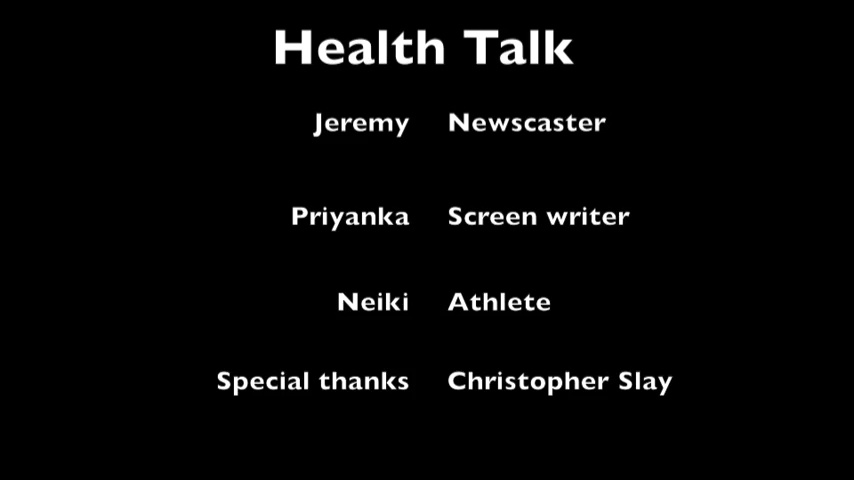 Health Talk
Jeremy Newscaster
Priyanka Screen writer
Neiki Athlete
Special thanks Christopher Slay